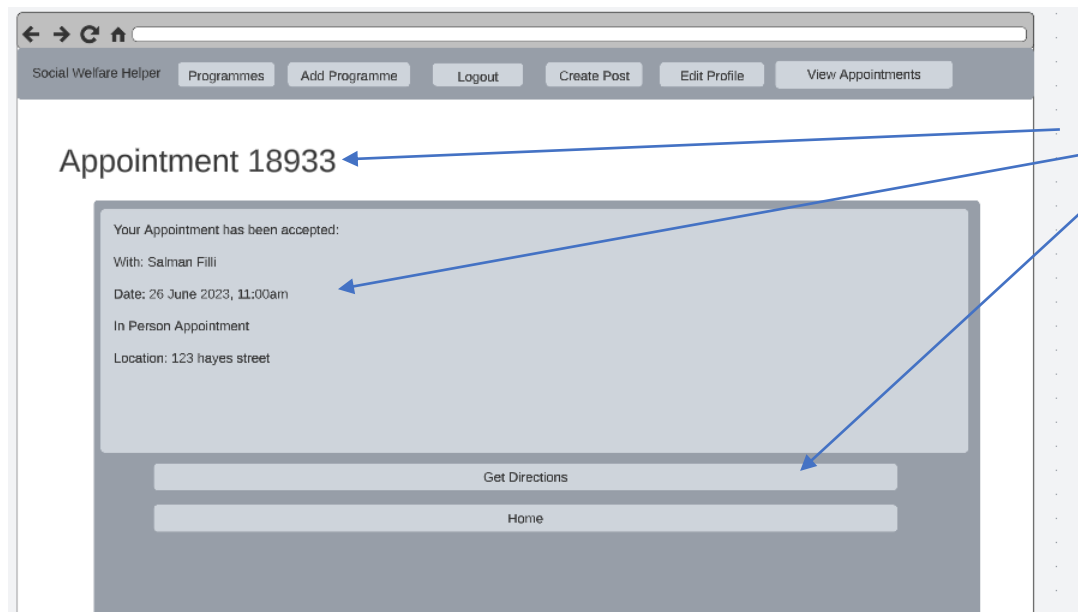 Social Welfare Helper Programmes Add Programme Logout Create Post Edit Profile View Appointments
Appointment 18933
Your Appointment has been accepted:
With: Salman Filli
Date: 26 June 2023, 11:00am
In Person Appointment
Location: 123 hayes street
Get Directions
Home